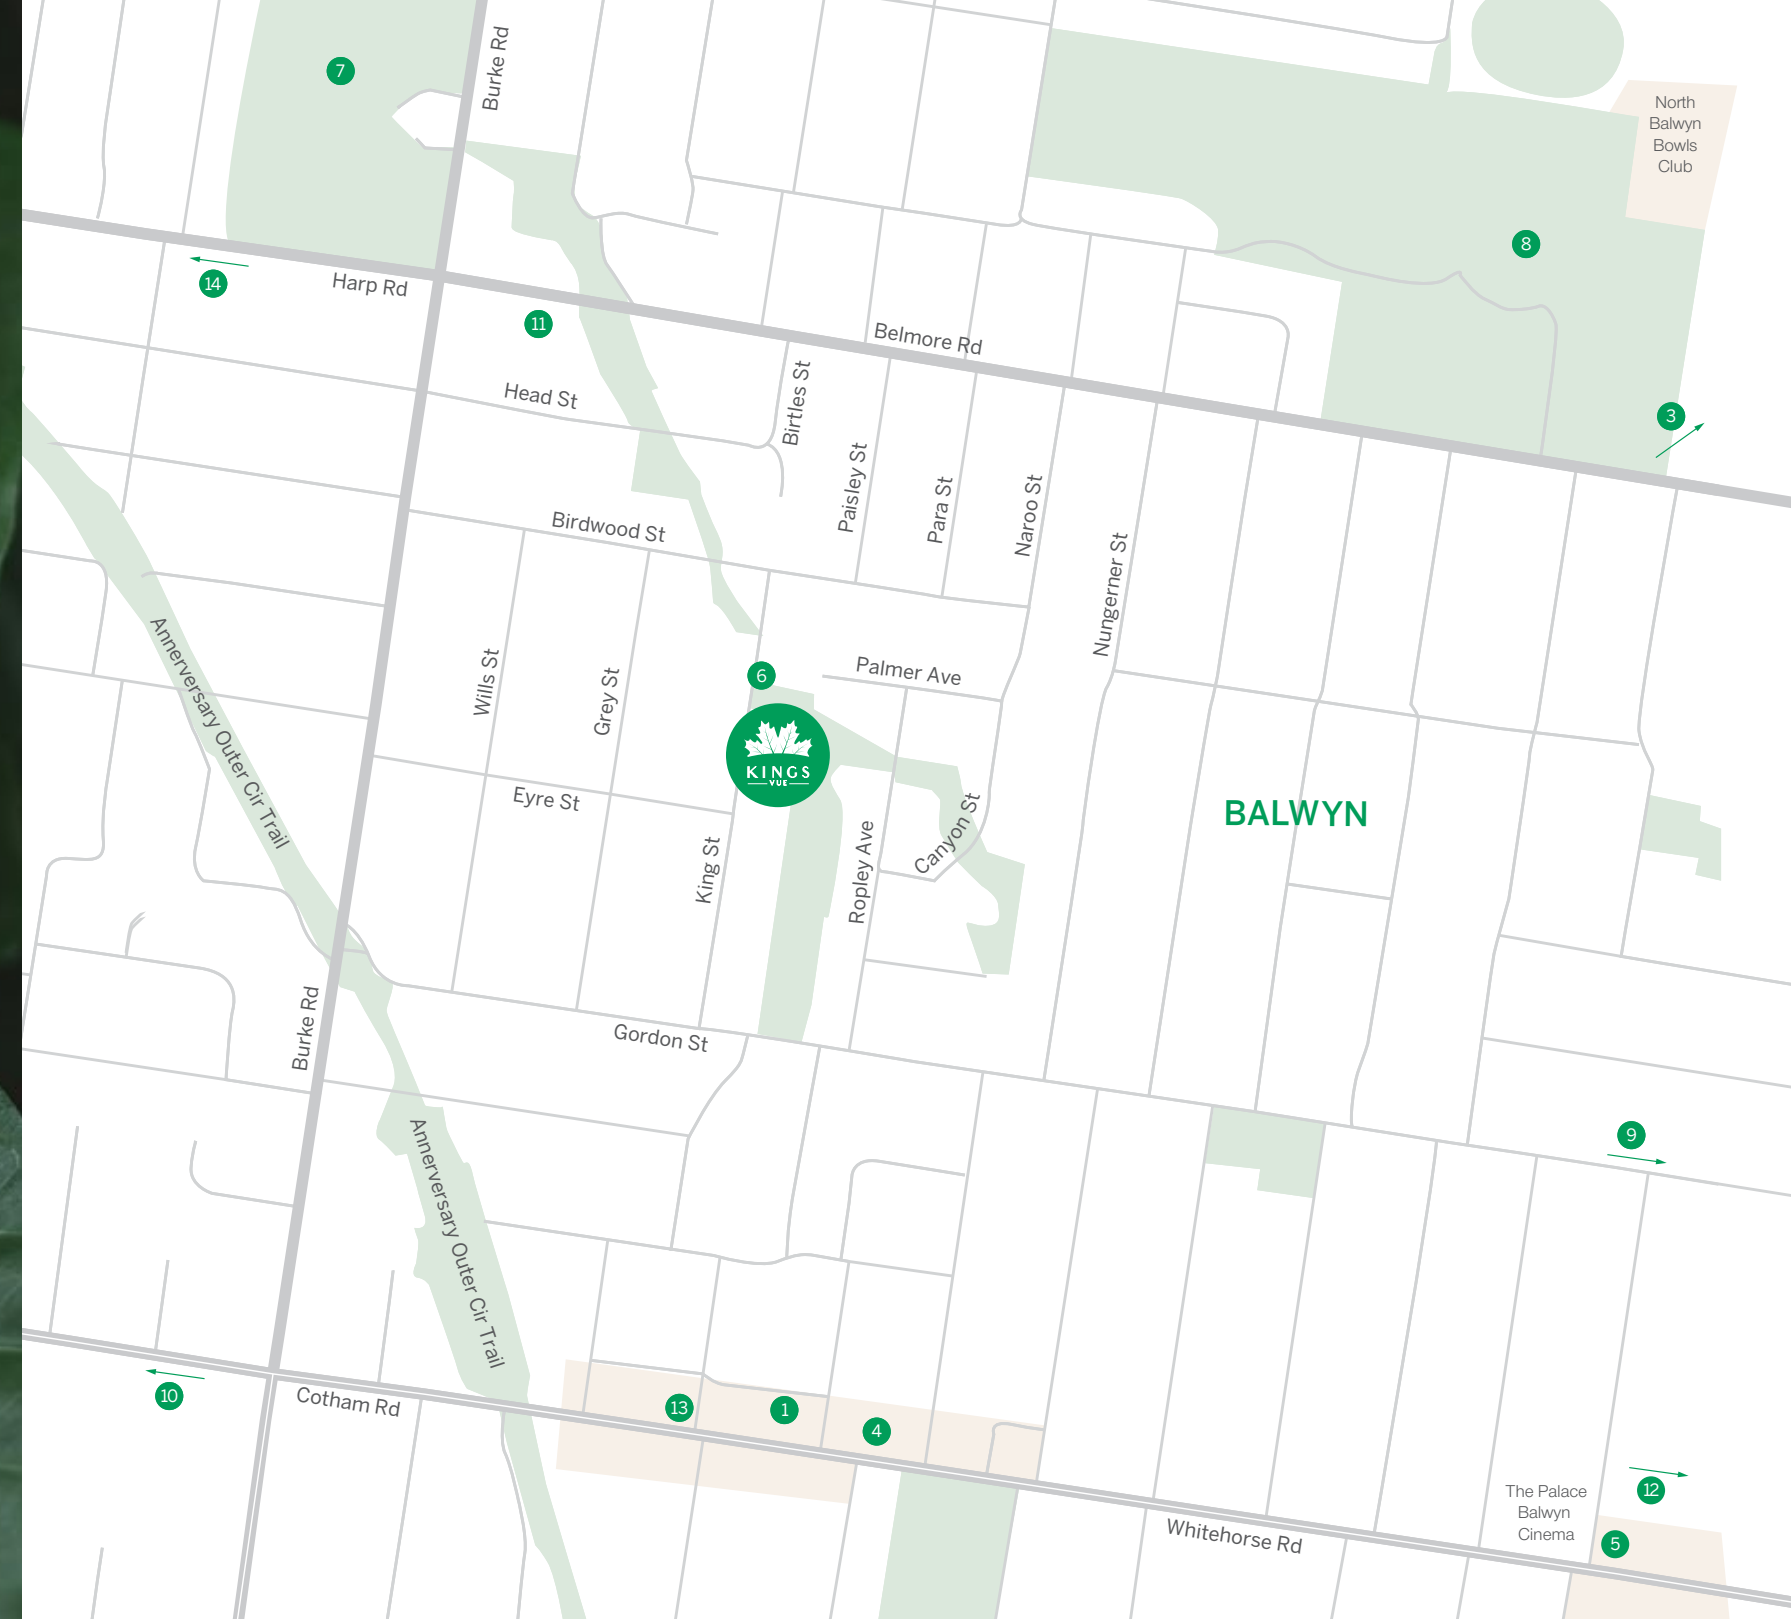 7
Burke Rd
North
Balwyn
Bowls
Club
8
14
Harp Rd
11
Belmore Rd
3
Head St
Birtles St
Paisley St
Para St
Naroo St
Nungerner St
Birdwood St
Annerversary Outer Cir Trail
Wills St
Grey St
6
Palmer Ave
KINGS
VUE
Eyre St
King St
Ropley Ave
Canyon St
BALWYN
Burke Rd
Gordon St
Annerversary Outer Cir Trail
9
10
Cotham Rd
13
1
4
Whitehorse Rd
The Palace
Balwyn
Cinema
12
5